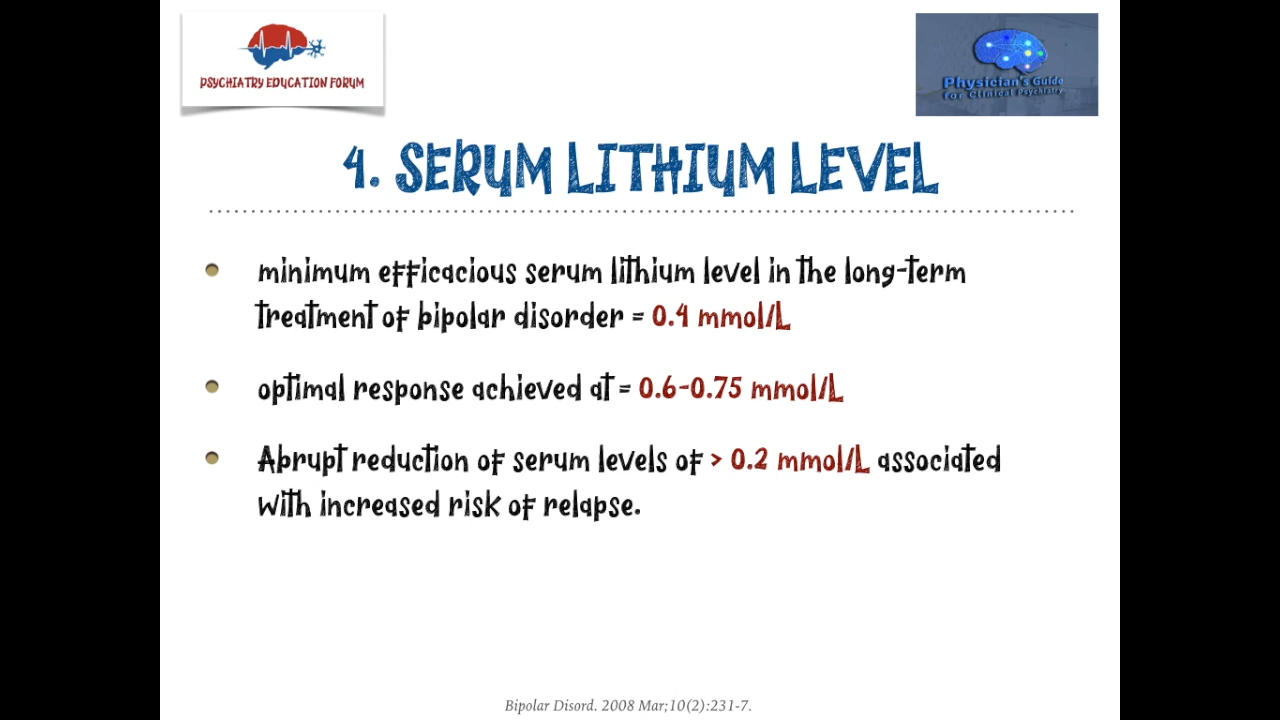 PSYCHIATRY EDUCATION FORUM
Physician's Guide
For Clinical Psychiatry
4. SERUM LITHIUM LEVEL
minimum efficacious serum lithium level in the long-term
treatment of bipolar disorder = 0.4 mmol/L
optimal response achieved at = 0.6-0.75 mmol/L
Abrupt reduction of serum levels of > 0.2 mmol/L associated
with increased risk of relapse.
Bipolar Disord. 2008 Mar;10(2):231-7.